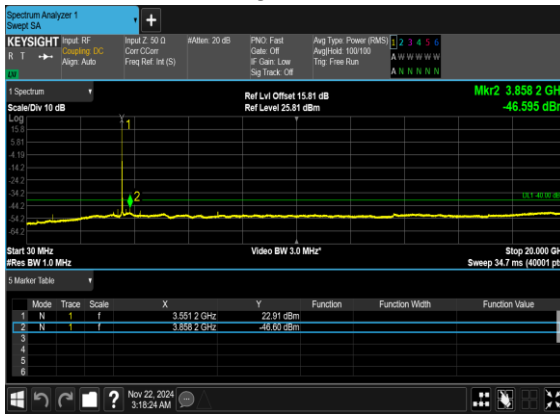 Spectrum Analyzer 1
Swept SA
KEYSIGHT
R T
LW
Input: RF
Coupling: DC
Align: Auto
Input Z: 50 Ω
Corr CCorr
Freq Ref: Int (S)
#Atten: 20 dB
PNO: Fast
Gate: Off
IF Gain: Low
Sig Track: Off
Avg Type: Power (RMS)
Avg|Hold: 100/100
Trig: Free Run
1 2 3 4 5 6
A W W W W W
A N N N N N
1 Spectrum
Scale/Div 10 dB
Ref Lvl Offset 15.81 dB
Ref Level 25.81 dBm
Mkr2 3.858 2 GH
-46.595 dBr
Log
15.8
5.81
-4.19
-14.2
-24.2
-34.2
-44.2
-54.2
-64.2
1
2
DL1 -40.00 dB
Start 30 MHz
#Res BW 1.0 MHz
Video BW 3.0 MHz*
Stop 20.000 GH
Sweep 34.7 ms (40001 pt
5 Marker Table
Mode Trace Scale X Y Function Function Width Function Value
1 N 1 f 3.551 2 GHz 22.91 dBm
2 N 1 f 3.858 2 GHz -46.60 dBm
3
4
5
6
Nov 22, 2024
3:18:24 AM